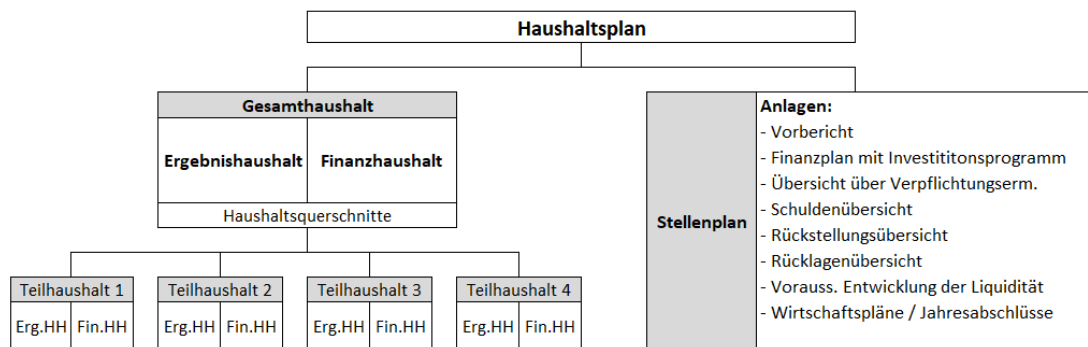 Haushaltsplan
Gesamthaushalt
Ergebnishaushalt Finanzhaushalt
Haushaltsquerschnitte
Teilhaushalt 1 Teilhaushalt 2 Teilhaushalt 3 Teilhaushalt 4
Erg.HH Fin.HH Erg.HH Fin.HH Erg.HH Fin.HH Erg.HH Fin.HH
Stellenplan
Anlagen:
- Vorbericht
- Finanzplan mit Investititonsprogramm
- Übersicht über Verpflichtungserm.
- Schuldenübersicht
- Rückstellungsübersicht
- Rücklagenübersicht
- Vorauss. Entwicklung der Liquidität
- Wirtschaftspläne / Jahresabschlüsse